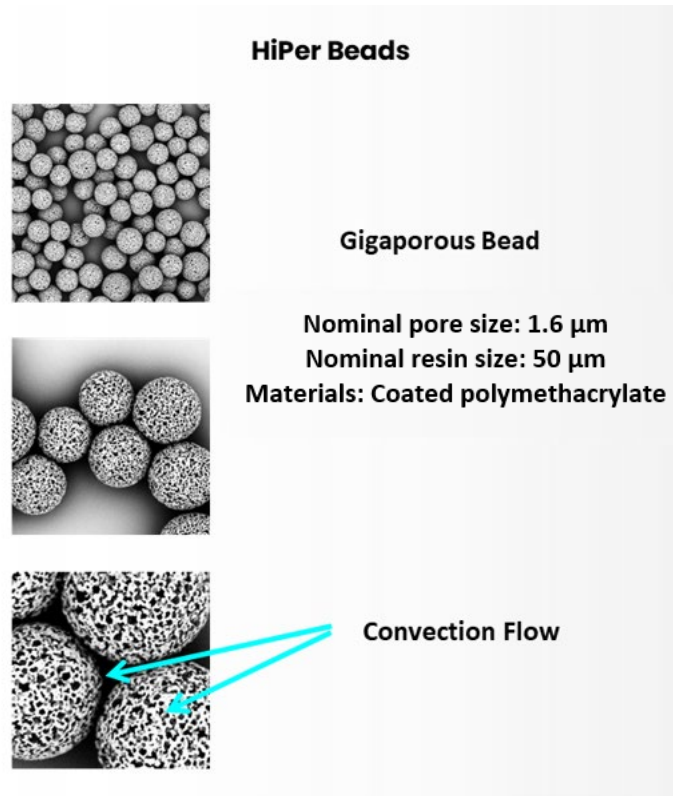 HiPer Beads
Gigaporous Bead
Nominal pore size: 1.6 µm
Nominal resin size: 50 µm
Materials: Coated polymethacrylate
Convection Flow